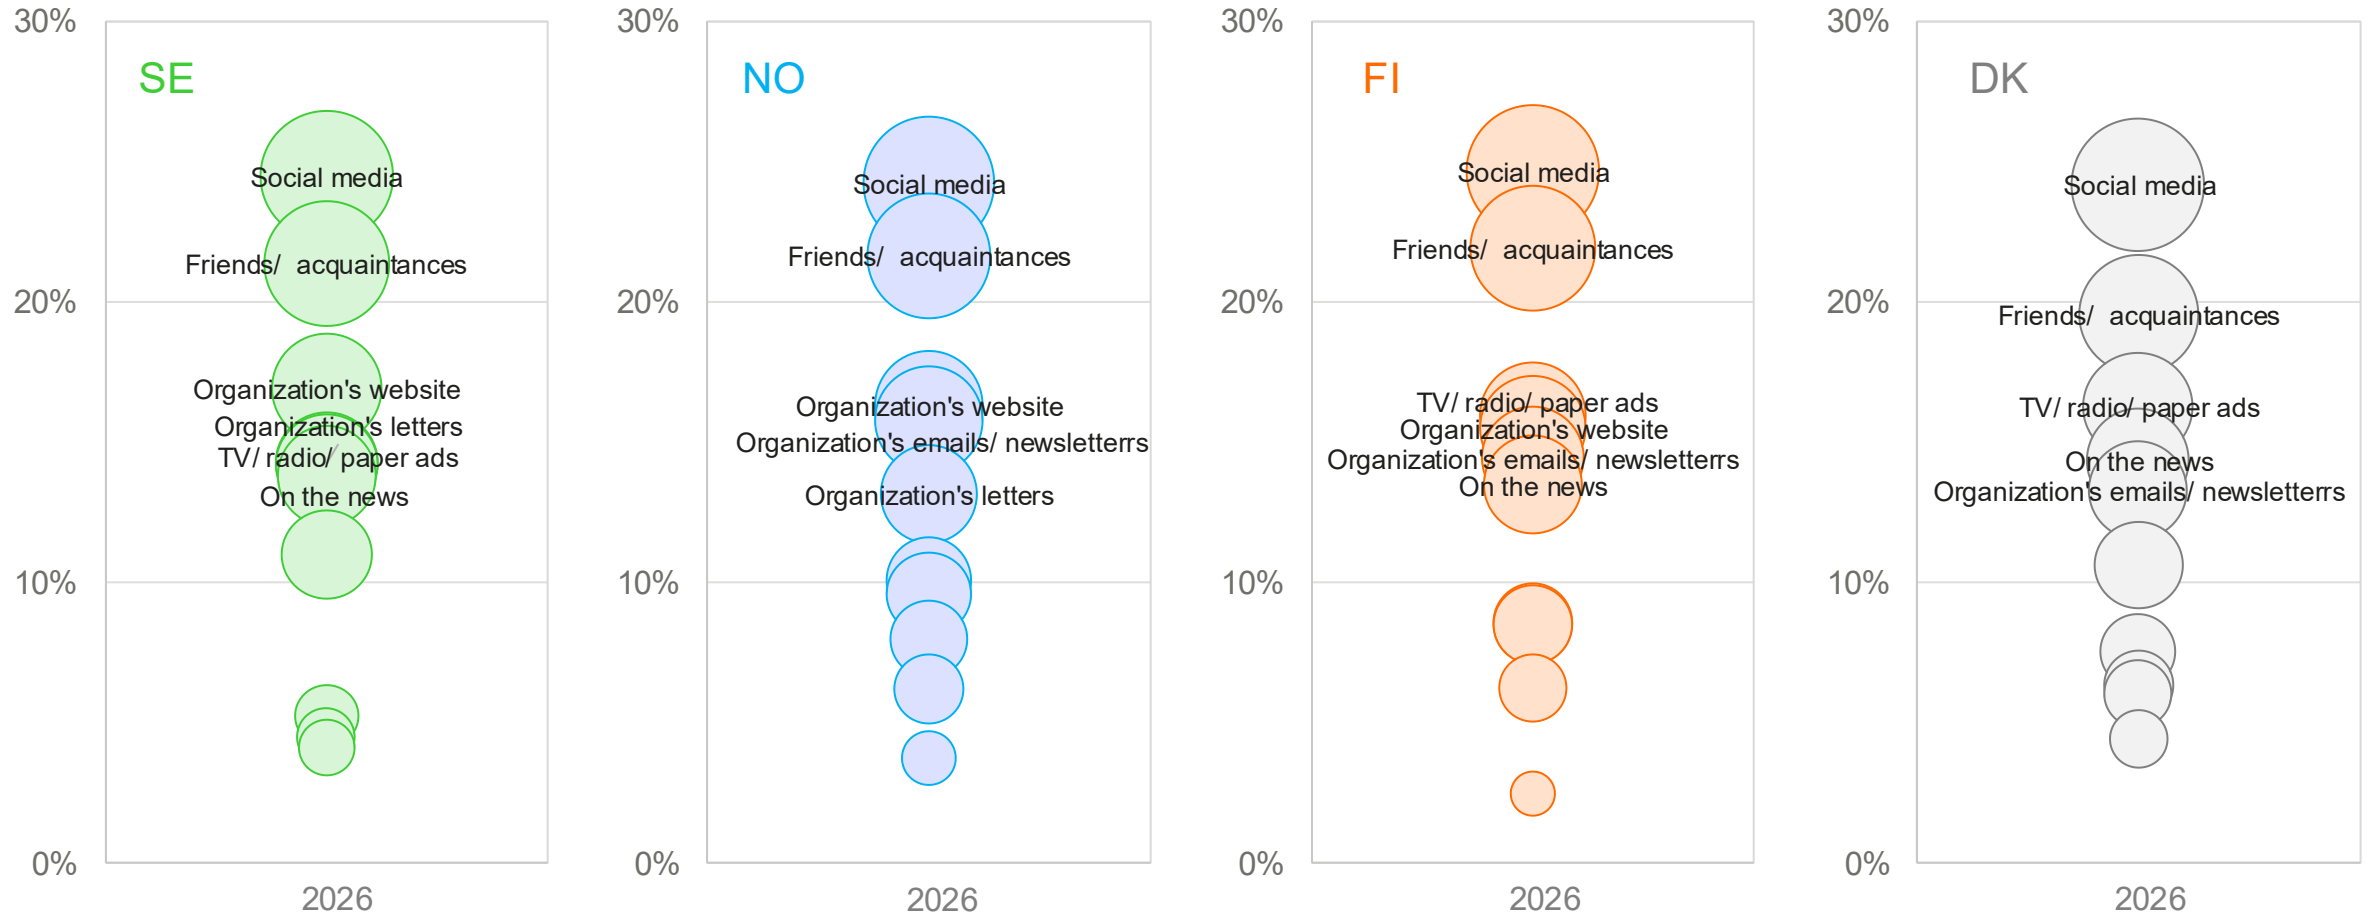 30%
SE
Social media
Friends/ acquaintances
20%
Organization's website
Organization's letters
TV/ radio/ paper ads
On the news
10%
0%
2026
30%
NO
Social media
Friends/ acquaintances
20%
Organization's website
Organization's emails/ newsletterrs
Organization's letters
10%
0%
2026
30%
FI
Social media
Friends/ acquaintances
20%
TV/ radio/ paper ads
Organization's website
Organization's emails/ newsletterrs
On the news
10%
0%
2026
30%
DK
Social media
Friends/ acquaintances
20%
TV/ radio/ paper ads
On the news
Organization's emails/ newsletterrs
10%
0%
2026